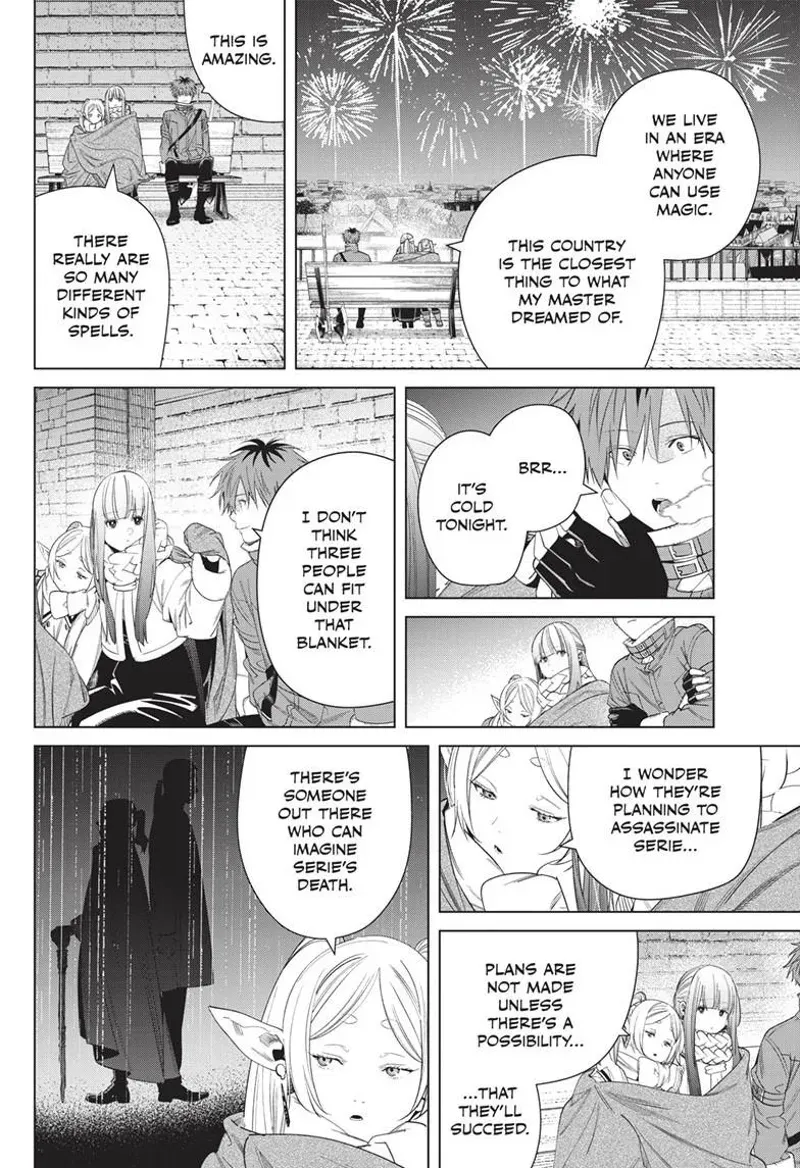 WE LIVE
IN AN ERA
WHERE
ANYONE
CAN USE
MAGIC.
THIS COUNTRY
IS THE CLOSEST
THING TO WHAT
MY MASTER
DREAMED OF.
THIS IS
AMAZING.
THERE
REALLY ARE
SO MANY
DIFFERENT
KINDS OF
SPELLS.
BRR...
IT'S
COLD
TONIGHT.
I DON'T
THINK
THREE
PEOPLE
CAN FIT
UNDER
THAT
BLANKET.
I WONDER
HOW THEY'RE
PLANNING TO
ASSASSINATE
SERIE...
PLANS ARE
NOT MADE
UNLESS
THERE'S A
POSSIBILITY...
...THAT
THEY'LL
SUCCEED.
THERE'S
SOMEONE
OUT THERE
WHO CAN
IMAGINE
SERIE'S
DEATH.